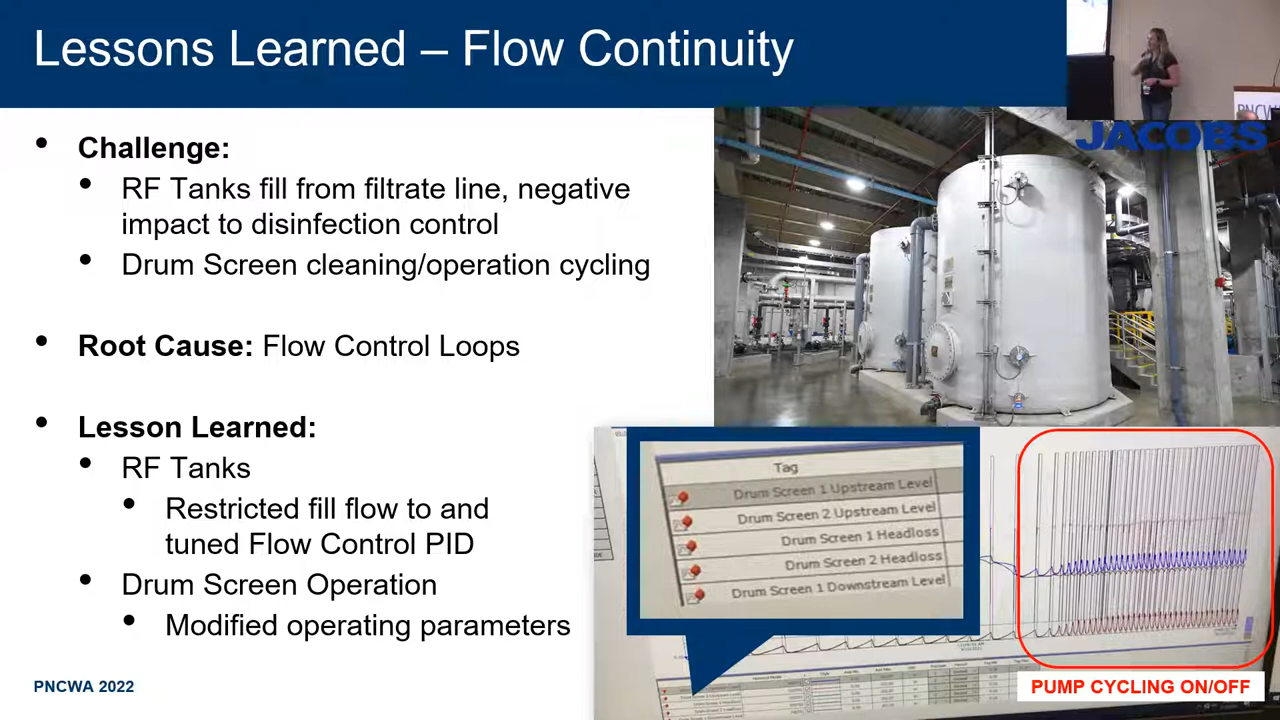 Lessons Learned – Flow Continuity
PNCW
JACOBS
• Challenge:
• RF Tanks fill from filtrate line, negative
impact to disinfection control
• Drum Screen cleaning/operation cycling
• Root Cause: Flow Control Loops
• Lesson Learned:
• RF Tanks
• Restricted fill flow to and
tuned Flow Control PID
• Drum Screen Operation
• Modified operating parameters
Tag
Drum Screen 1 Upstream Level
Drum Screen 2 Upstream Level
Drum Screen 1 Headloss
Drum Screen 2 Headloss
Drum Screen 1 Downstream Level
PUMP CYCLING ON/OFF
PNCWA 2022